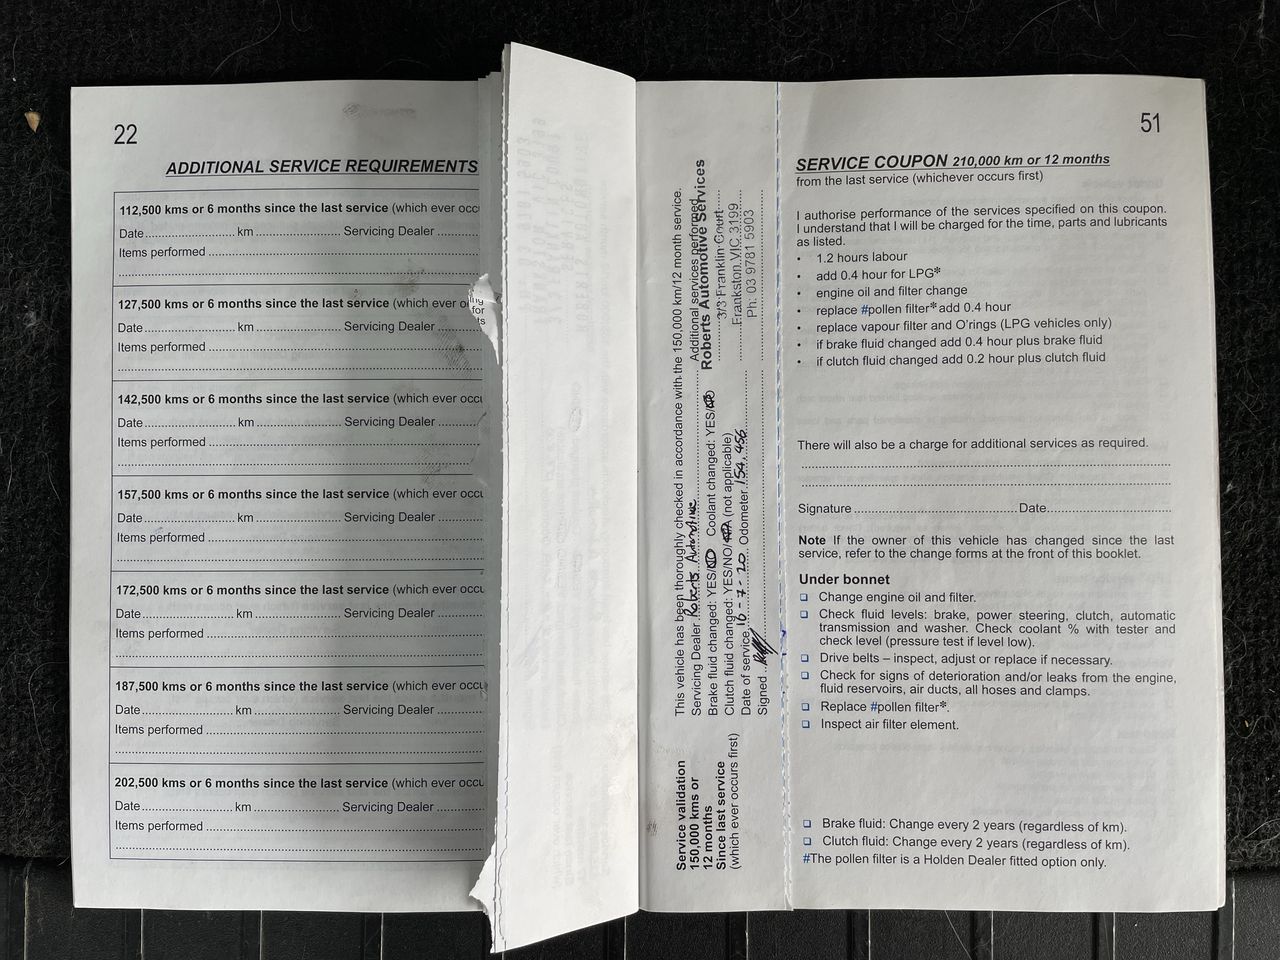 22
ADDITIONAL SERVICE REQUIREMENTS
112,500 kms or 6 months since the last service (which ever occu
Date.......... km .......... Servicing Dealer ..........
Items performed ..........
127,500 kms or 6 months since the last service (which ever o
Date.......... km .......... Servicing Dealer ..........
Items performed ..........
142,500 kms or 6 months since the last service (which ever occu
Date.......... km .......... Servicing Dealer ..........
Items performed ..........
157,500 kms or 6 months since the last service (which ever occu
Date.......... km .......... Servicing Dealer ..........
Items performed ..........
172,500 kms or 6 months since the last service (which ever occu
Date.......... km .......... Servicing Dealer ..........
Items performed ..........
187,500 kms or 6 months since the last service (which ever occu
Date.......... km .......... Servicing Dealer ..........
Items performed ..........
202,500 kms or 6 months since the last service (which ever occu
Date.......... km .......... Servicing Dealer ..........
Items performed ..........
ing
for
ts
Service validation
150,000 kms or
12 months
Since last service
(which ever occurs first)
This vehicle has been thoroughly checked in accordance with the 150,000 km/12 month service.
Servicing Dealer Roberts Automotive Additional services performed
Brake fluid changed: YES/NO Coolant changed: YES/NO
Clutch fluid changed: YES/NO/NA (not applicable)
Date of service 16-7-20 Odometer 154,456
Signed
Roberts Automotive Services
3/3 Franklin Court
Frankston VIC 3199
Ph: 03 9781 5903
51
SERVICE COUPON 210,000 km or 12 months
from the last service (whichever occurs first)
I authorise performance of the services specified on this coupon.
I understand that I will be charged for the time, parts and lubricants
as listed.
• 1.2 hours labour
• add 0.4 hour for LPG*
• engine oil and filter change
• replace #pollen filter* add 0.4 hour
• replace vapour filter and O'rings (LPG vehicles only)
• if brake fluid changed add 0.4 hour plus brake fluid
• if clutch fluid changed add 0.2 hour plus clutch fluid
There will also be a charge for additional services as required.
Signature .......... Date..........
Note If the owner of this vehicle has changed since the last
service, refer to the change forms at the front of this booklet.
Under bonnet
❑ Change engine oil and filter.
❑ Check fluid levels: brake, power steering, clutch, automatic
transmission and washer. Check coolant % with tester and
check level (pressure test if level low).
❑ Drive belts – inspect, adjust or replace if necessary.
❑ Check for signs of deterioration and/or leaks from the engine,
fluid reservoirs, air ducts, all hoses and clamps.
❑ Replace #pollen filter*.
❑ Inspect air filter element.
❑ Brake fluid: Change every 2 years (regardless of km).
❑ Clutch fluid: Change every 2 years (regardless of km).
#The pollen filter is a Holden Dealer fitted option only.